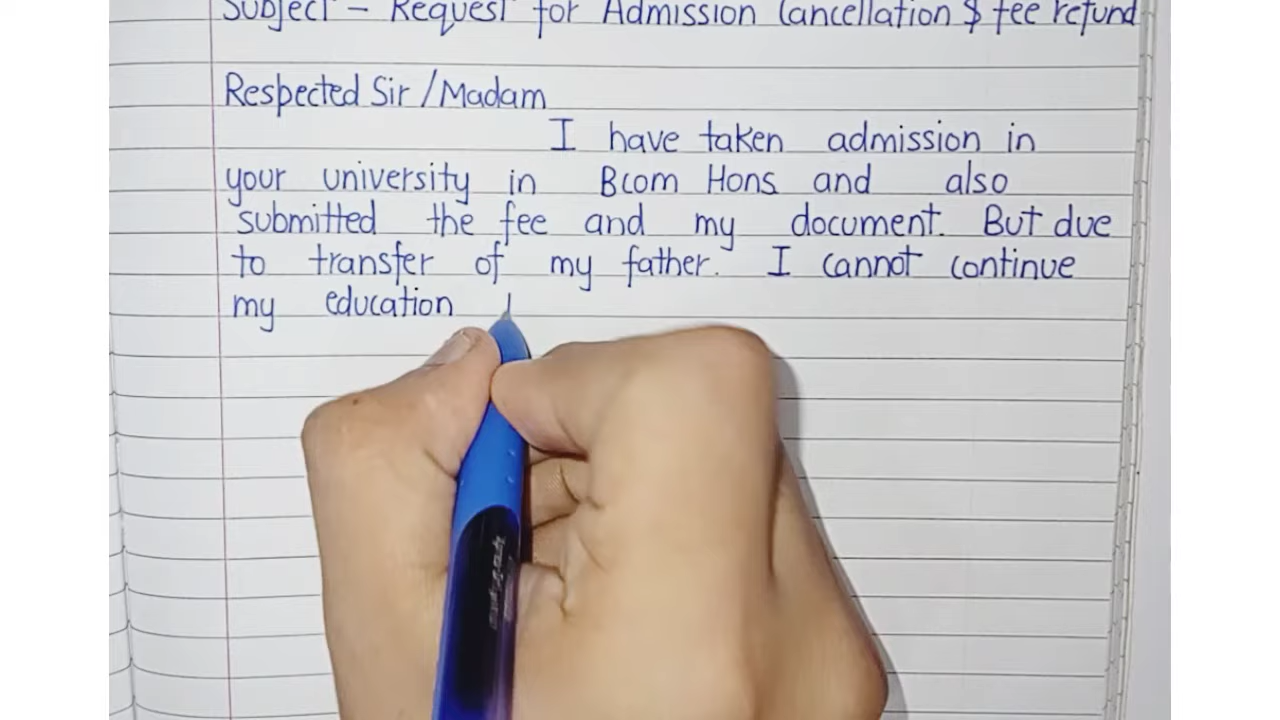 Subject - Request for Admission Cancellation & fee refund
Respected Sir/Madam
I have taken admission in
your university in Bcom Hons and also
submitted the fee and my document. But due
to transfer of my father. I cannot continue
my education